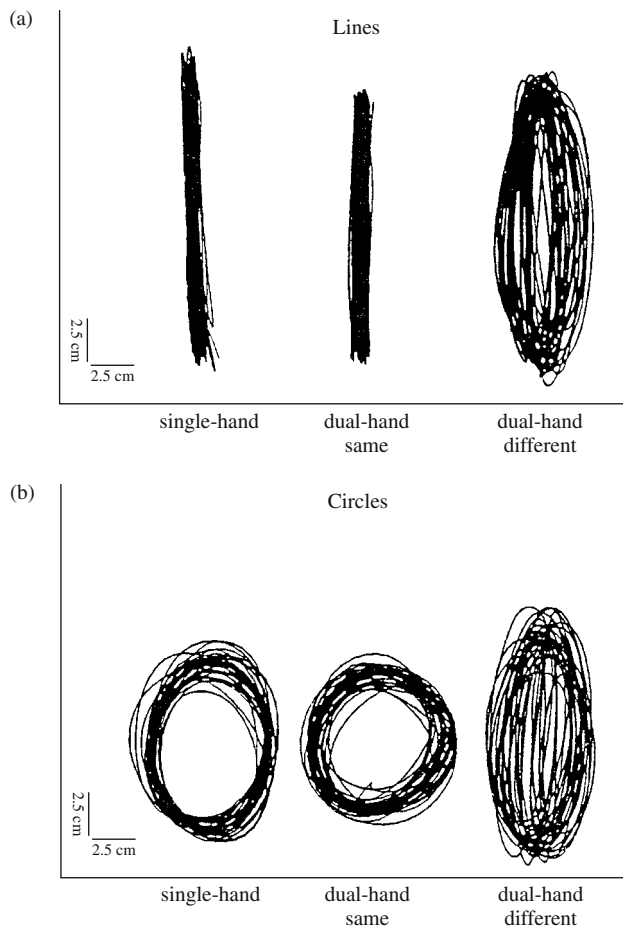 (a)
Lines
2.5 cm
2.5 cm
single-hand
dual-hand
same
dual-hand
different
(b)
Circles
2.5 cm
2.5 cm
single-hand
dual-hand
same
dual-hand
different